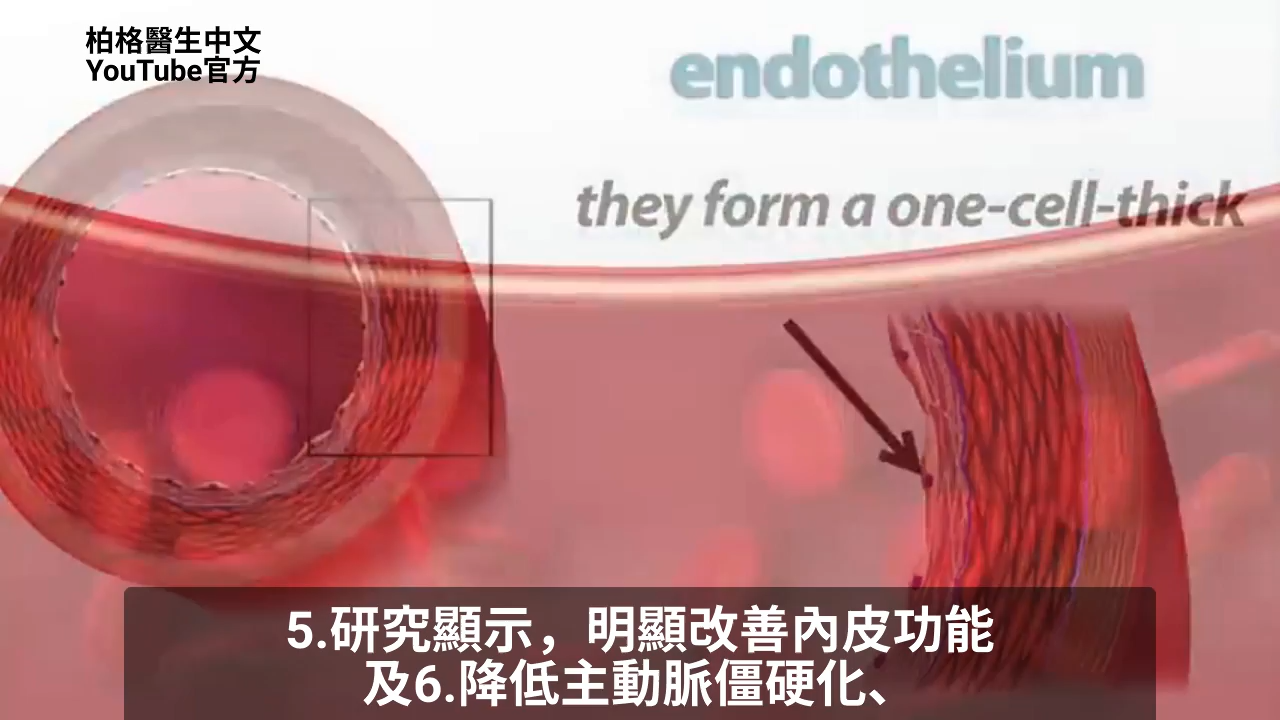 柏格醫生中文
YouTube官方
endothelium
they form a one-cell-thick
5.研究顯示，明顯改善內皮功能
及6.降低主動脈僵硬化、